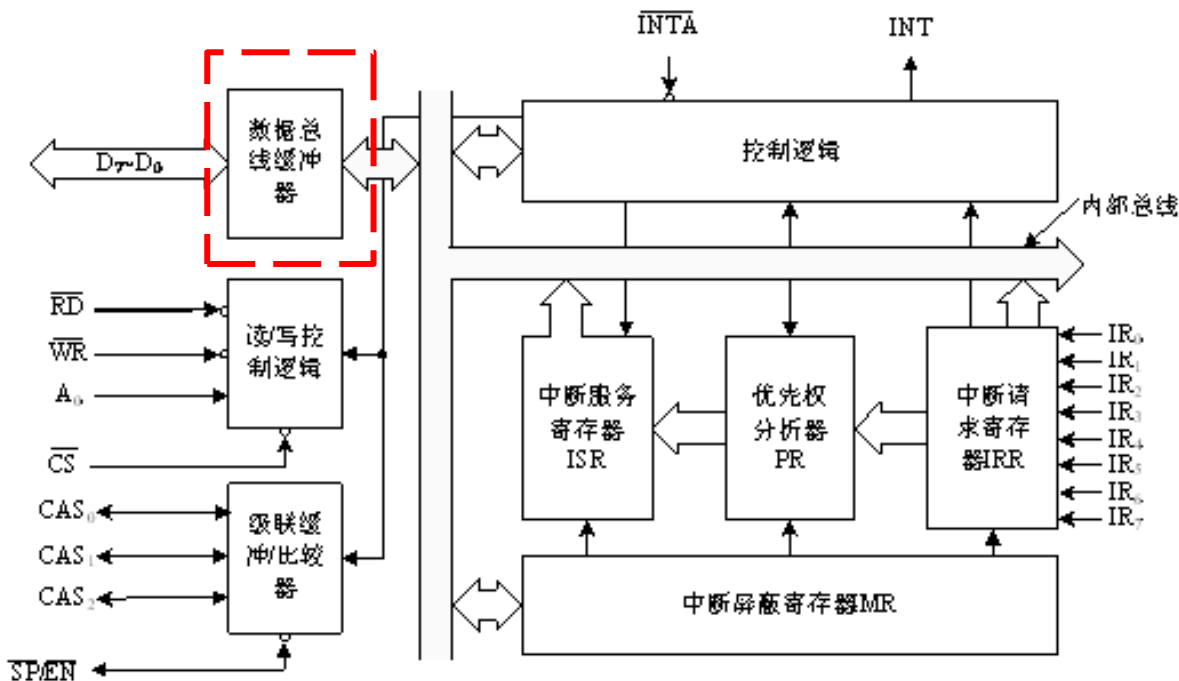 INTA INT
数据总
线缓冲
器
D7~D0
控制逻辑
内部总线
RD
WR
A0
CS
读/写控
制逻辑
中断服务
寄存器
ISR
优先权
分析器
PR
中断请
求寄存
器IRR
IR0
IR1
IR2
IR3
IR4
IR5
IR6
IR7
CAS0
CAS1
CAS2
级联缓
冲/比较
器
SP/EN
中断屏蔽寄存器IMR